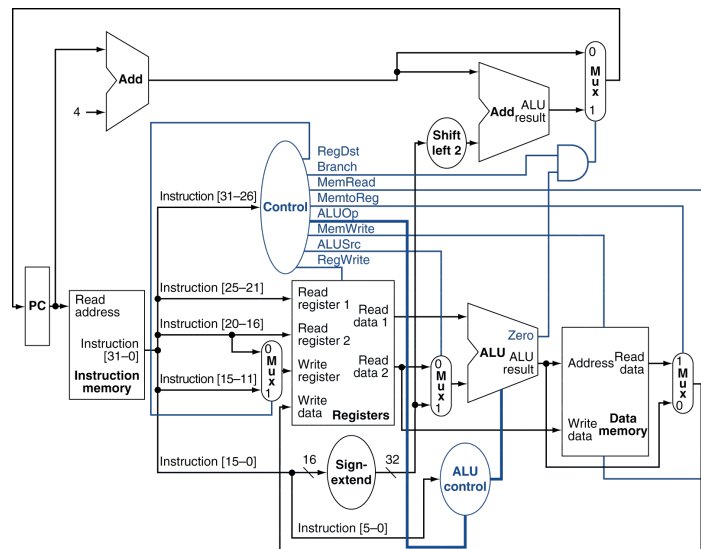 Add
4
Add
ALU
result
0
Mux
1
Shift
left 2
RegDst
Branch
MemRead
MemtoReg
ALUOp
MemWrite
ALUSrc
RegWrite
Control
Instruction [31–26]
Instruction [25–21]
Instruction [20–16]
Instruction [15–11]
Instruction [15–0]
Instruction [5–0]
PC
Read
address
Instruction
[31–0]
Instruction
memory
0
Mux
1
Read
register 1
Read
register 2
Write
register
Write
data
Read
data 1
Read
data 2
Registers
0
Mux
1
Zero
ALU
ALU
result
Address
Read
data
Write
data
Data
memory
1
Mux
0
16
Sign-
extend
32
ALU
control